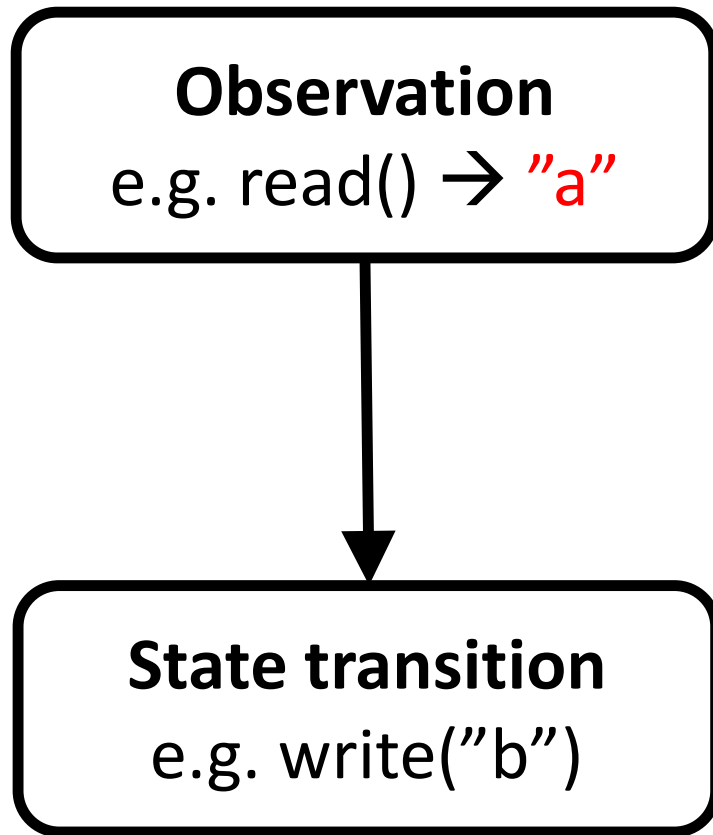 Observation
e.g. read() → ”a”
State transition
e.g. write(”b”)